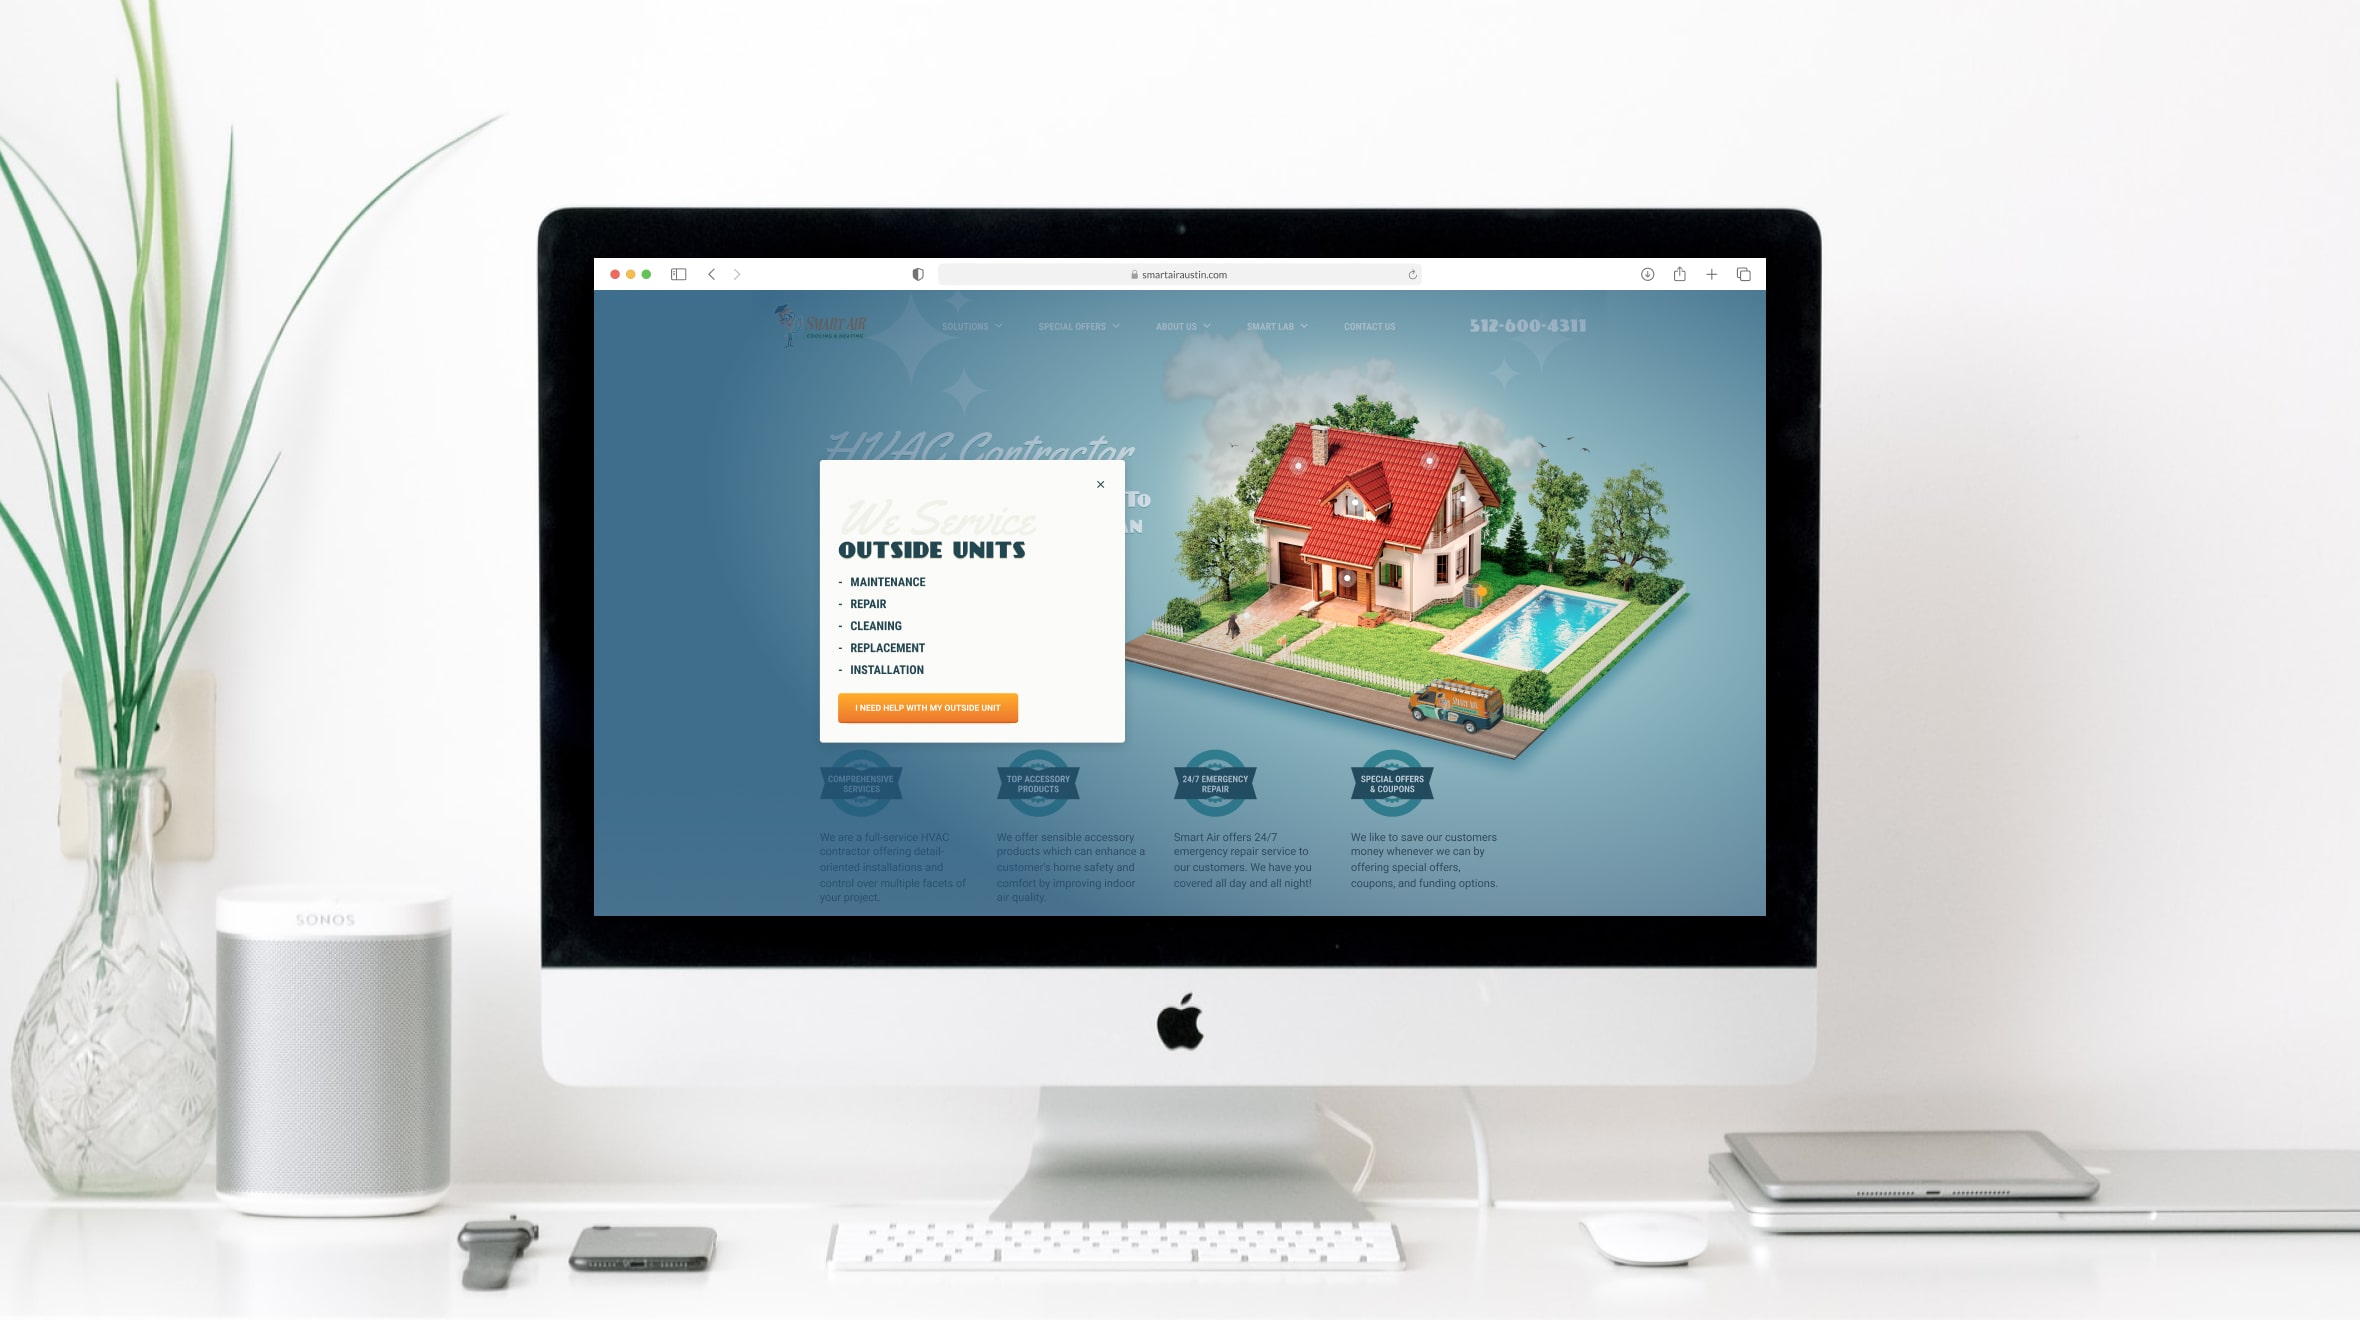 smartairaustin.com
SMART AIR
COOLING & HEATING
SOLUTIONS
SPECIAL OFFERS
ABOUT US
SMART LAB
CONTACT US
512-600-4311
HVAC Contractor
To
AN
We Service
OUTSIDE UNITS
- MAINTENANCE
- REPAIR
- CLEANING
- REPLACEMENT
- INSTALLATION
I NEED HELP WITH MY OUTSIDE UNIT
SMART AIR
COMPREHENSIVE
SERVICES
We are a full-service HVAC
contractor offering detail-
oriented installations and
control over multiple facets of
your project.
TOP ACCESSORY
PRODUCTS
We offer sensible accessory
products which can enhance a
customer's home safety and
comfort by improving indoor
air quality.
24/7 EMERGENCY
REPAIR
Smart Air offers 24/7
emergency repair service to
our customers. We have you
covered all day and all night!
SPECIAL OFFERS
& COUPONS
We like to save our customers
money whenever we can by
offering special offers,
coupons, and funding options.
SONOS